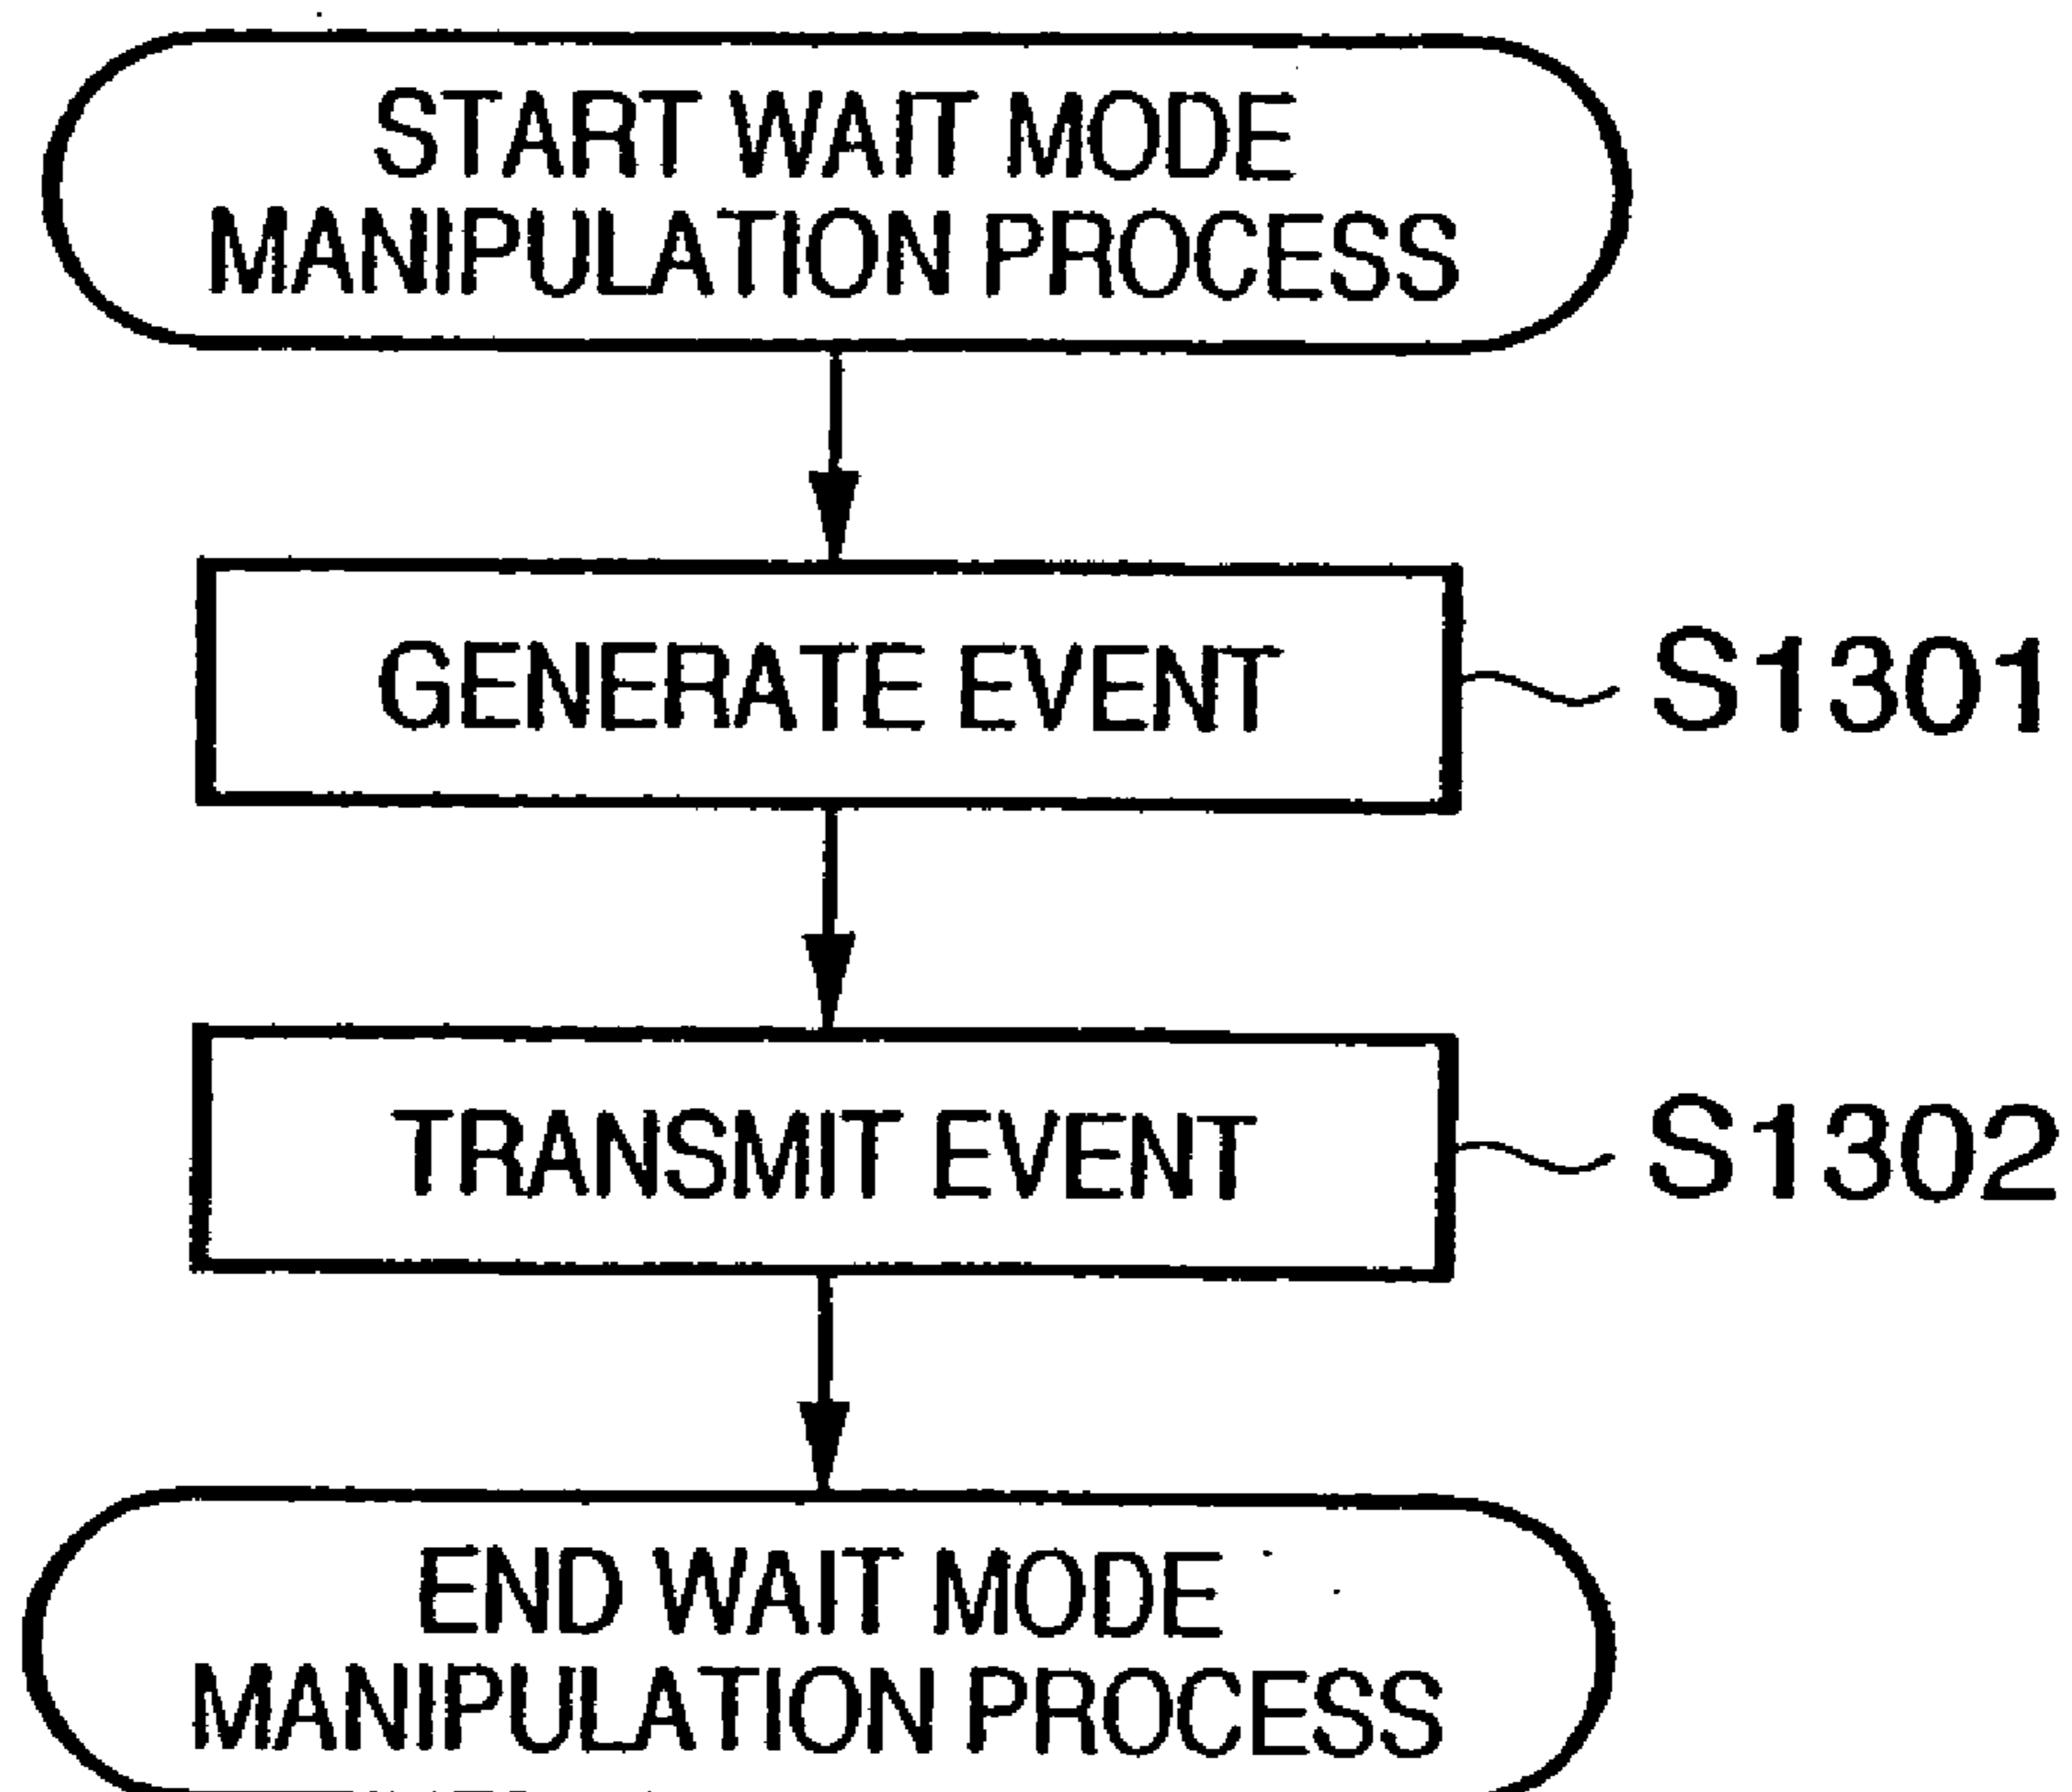 START WAIT MODE
MANIPULATION PROCESS
GENERATE EVENT
S1301
TRANSMIT EVENT
S1302
END WAIT MODE
MANIPULATION PROCESS